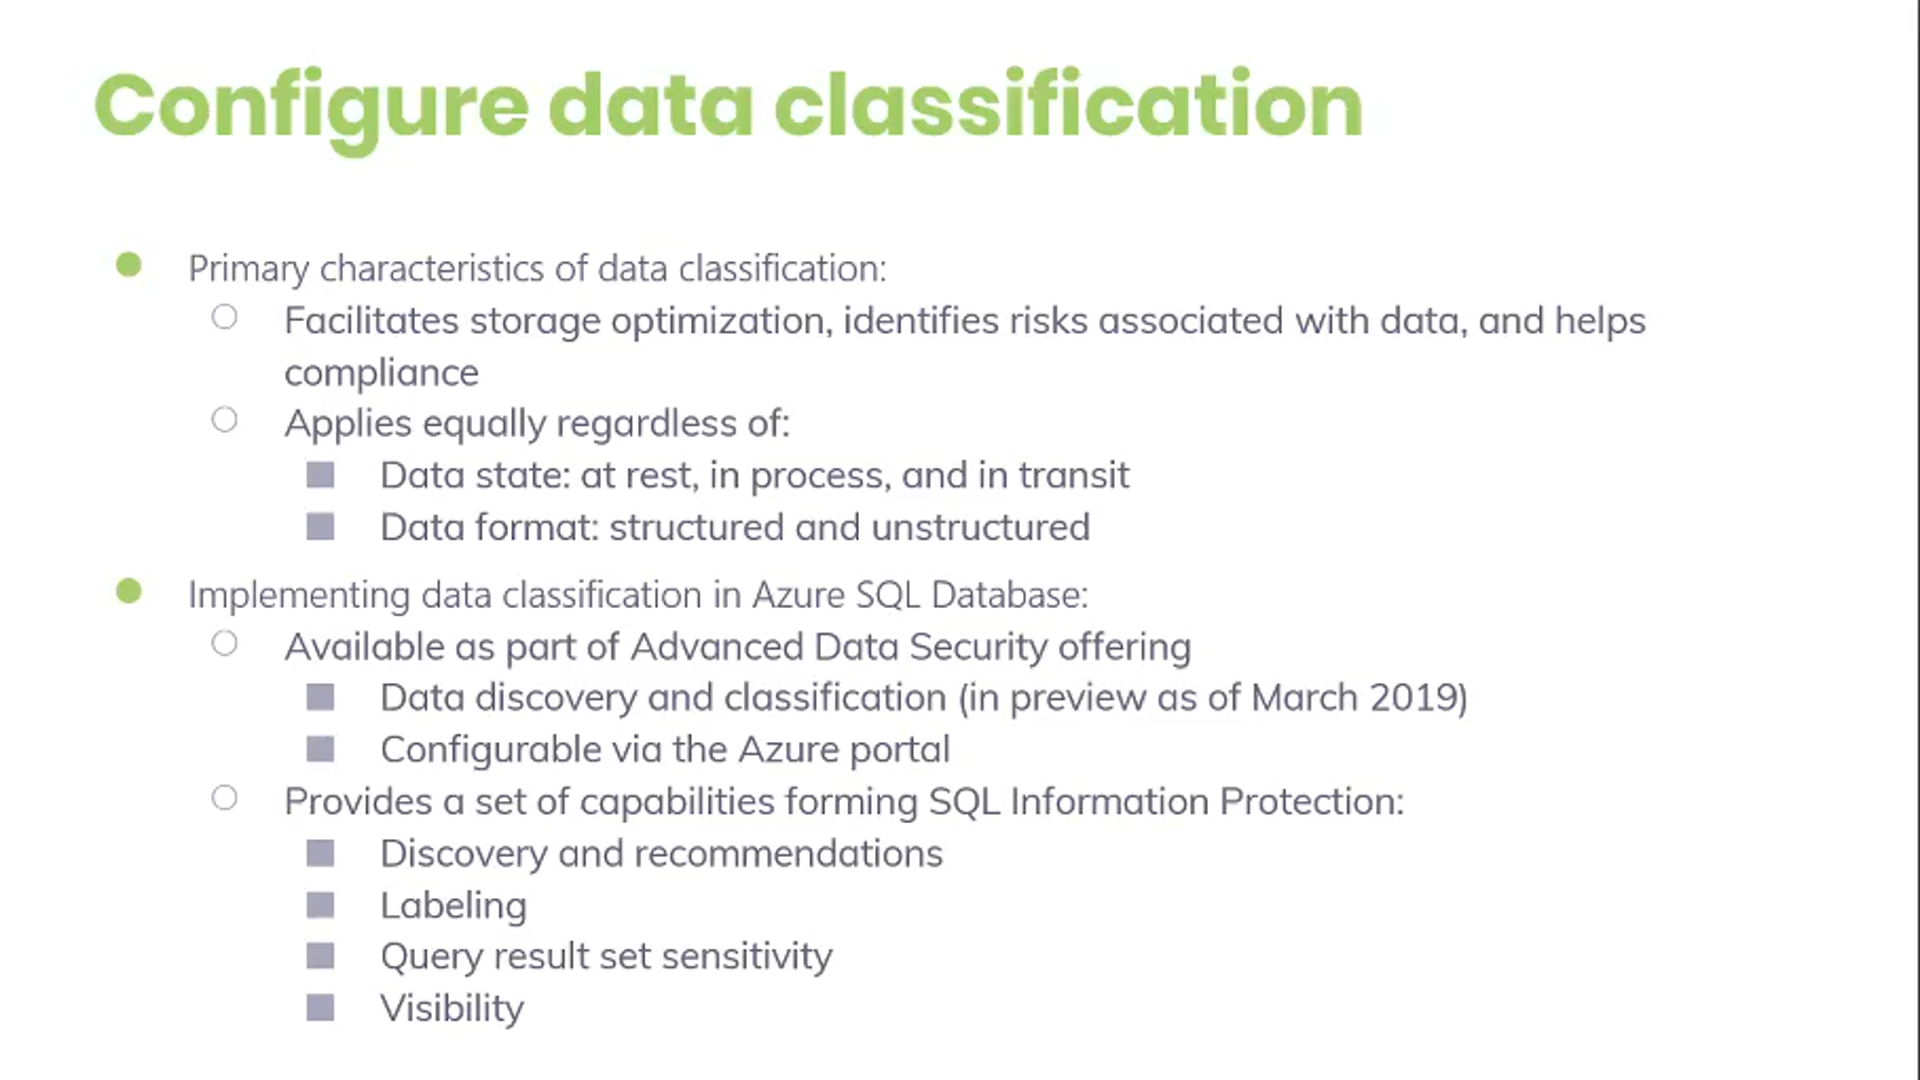 Configure data classification
Primary characteristics of data classification:
Facilitates storage optimization, identifies risks associated with data, and helps
compliance
Applies equally regardless of:
Data state: at rest, in process, and in transit
Data format: structured and unstructured
Implementing data classification in Azure SQL Database:
Available as part of Advanced Data Security offering
Data discovery and classification (in preview as of March 2019)
Configurable via the Azure portal
Provides a set of capabilities forming SQL Information Protection:
Discovery and recommendations
Labeling
Query result set sensitivity
Visibility